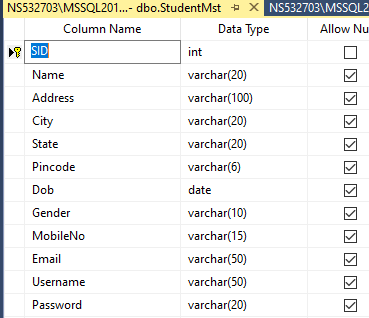 NS532703\MSSQL201...- dbo.StudentMst NS532703\MSSQL2
Column Name Data Type Allow Nu
SID int
Name varchar(20)
Address varchar(100)
City varchar(20)
State varchar(20)
Pincode varchar(6)
Dob date
Gender varchar(10)
MobileNo varchar(15)
Email varchar(50)
Username varchar(50)
Password varchar(20)